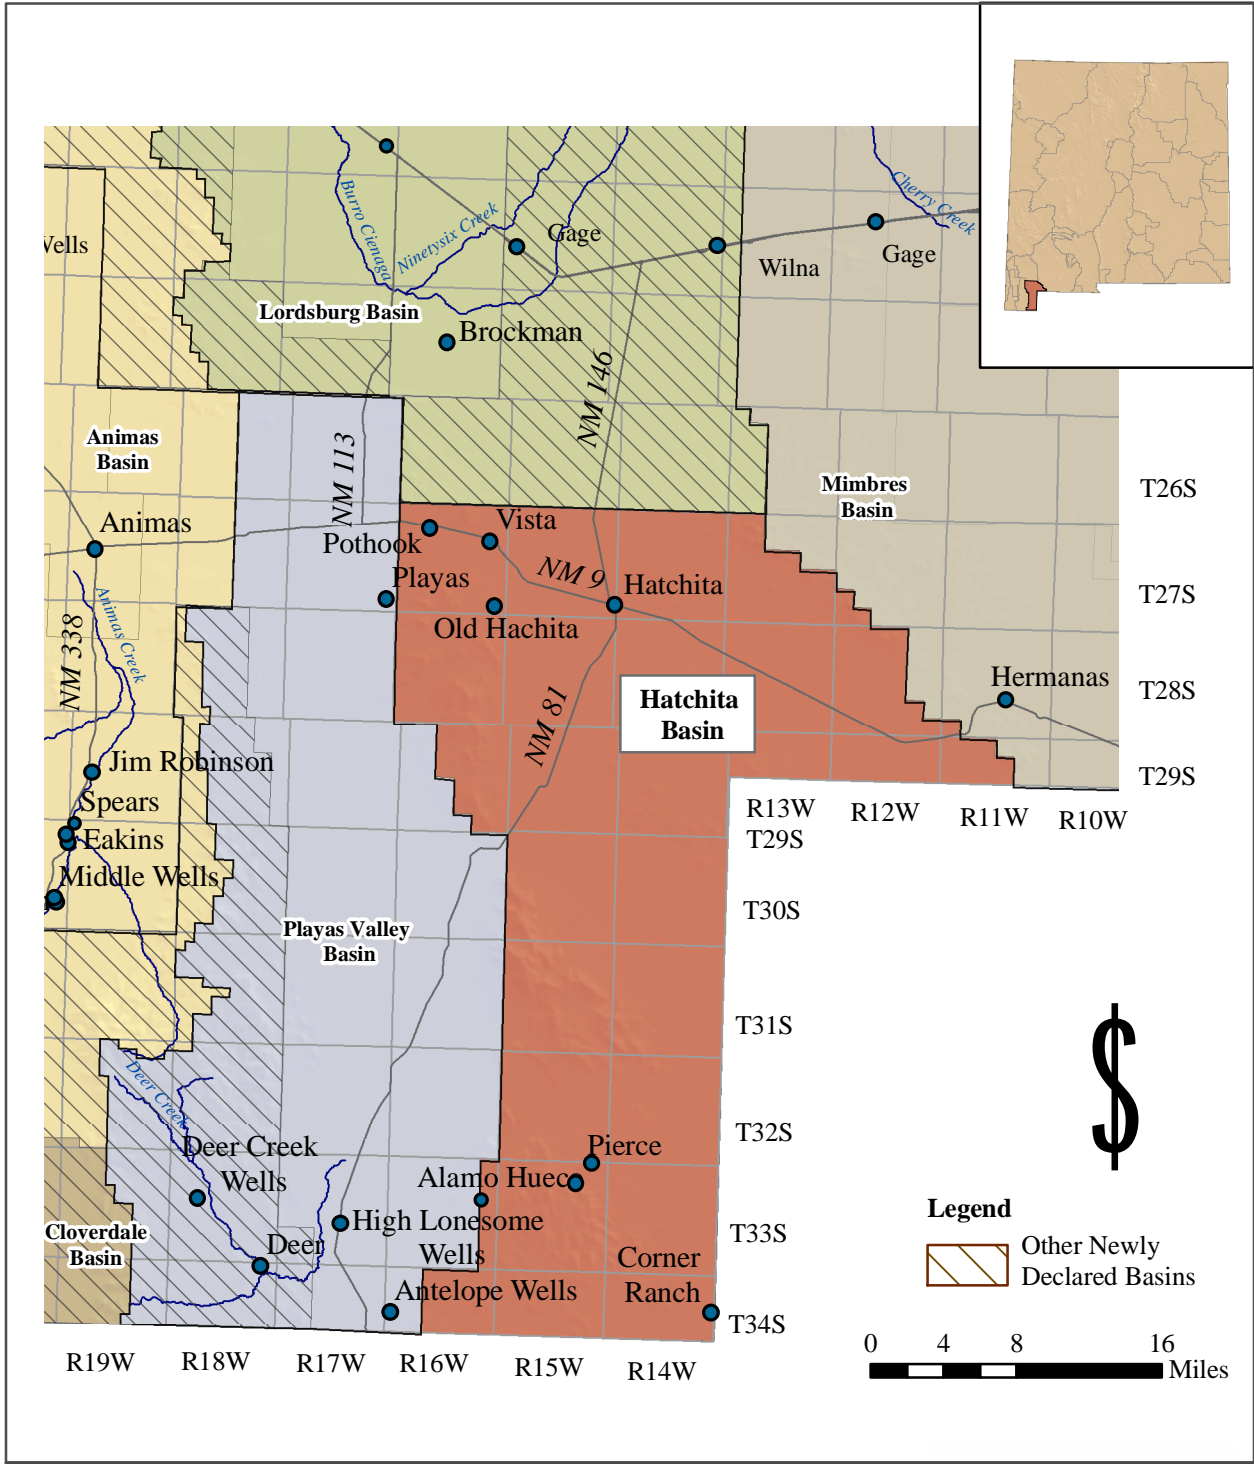 Cherry Creek
Burro Cienaga
Ninetysix Creek
Gage
Wilna
Gage
Lordsburg Basin
Brockman
NM 146
Animas
Basin
NM 113
Mimbres
Basin
T26S
Animas
Vista
Pothook
NM 9
Playas
Hatchita
T27S
Animas Creek
NM 338
Old Hachita
Hermanas
T28S
Hatchita
Basin
NM 81
Jim Robinson
T29S
Spears
R13W
R12W
R11W
R10W
T29S
Eakins
Middle Wells
T30S
Playas Valley
Basin
T31S
Deer Creek
T32S
Deer Creek
Wells
Pierce
Alamo Huec
High Lonesome
Wells
T33S
Cloverdale
Basin
Deer
Corner
Ranch
Antelope Wells
T34S
R19W
R18W
R17W
R16W
R15W
R14W
$
Legend
Other Newly
Declared Basins
0
4
8
16
Miles